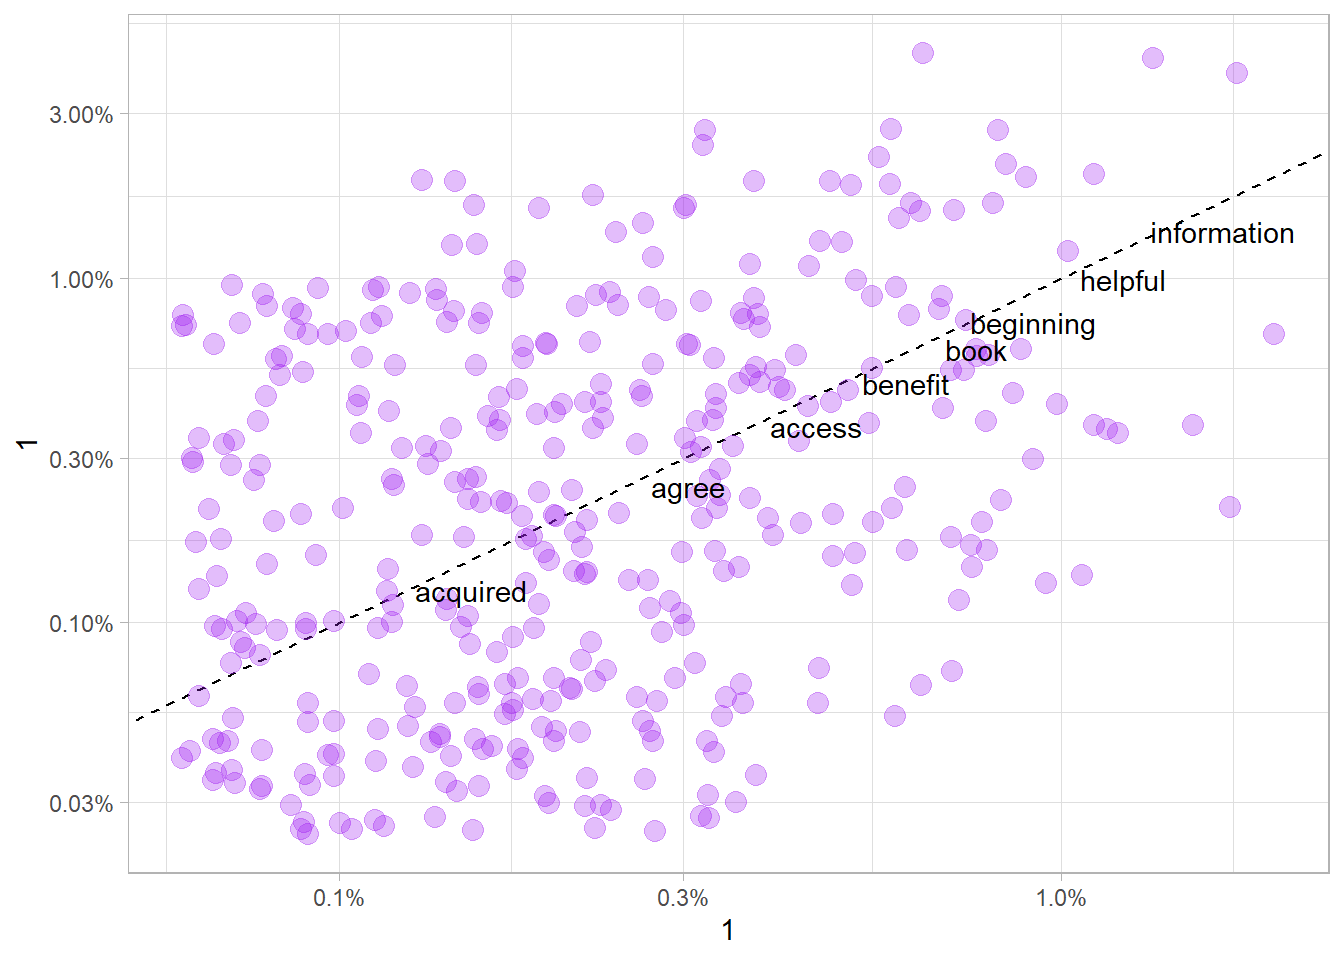 3.00%
1.00%
0.30%
0.10%
0.03%
1
information
helpful
beginning
book
benefit
access
agree
acquired
0.1% 0.3% 1.0%
1